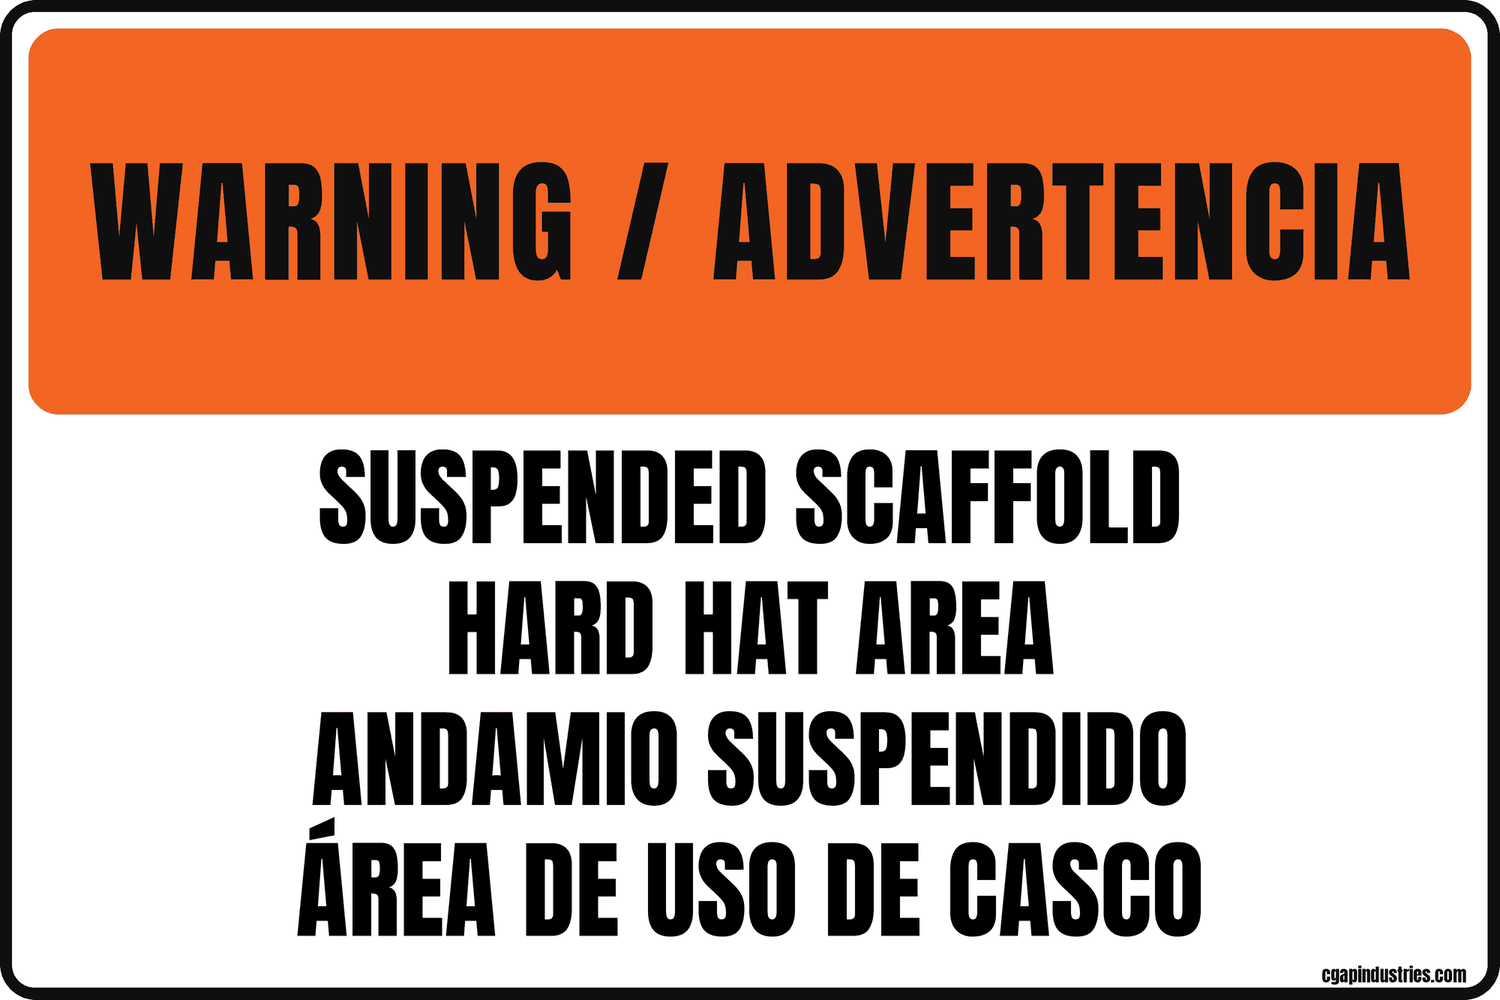 WARNING / ADVERTENCIA
SUSPENDED SCAFFOLD
HARD HAT AREA
ANDAMIO SUSPENDIDO
ÁREA DE USO DE CASCO
cgapindustries.com